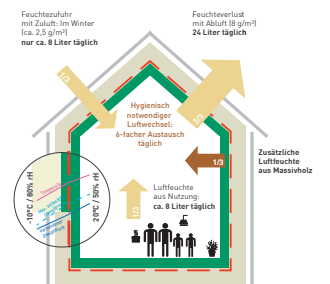 Feuchtezufuhr
mit Zuluft: Im Winter
(ca. 2,5 g/m³)
nur ca. 8 Liter täglich
Feuchteverlust
mit Abluft (8 g/m³)
24 Liter täglich
1/3
2/3
Hygienisch
notwendiger
Luftwechsel:
6-facher Austausch
täglich
1/3
Zusätzliche
Luftfeuchte
aus Massivholz
-10°C / 80% rH
20°C / 50% rH
Luftfeuchte
aus Nutzung:
ca. 8 Liter täglich
1/3